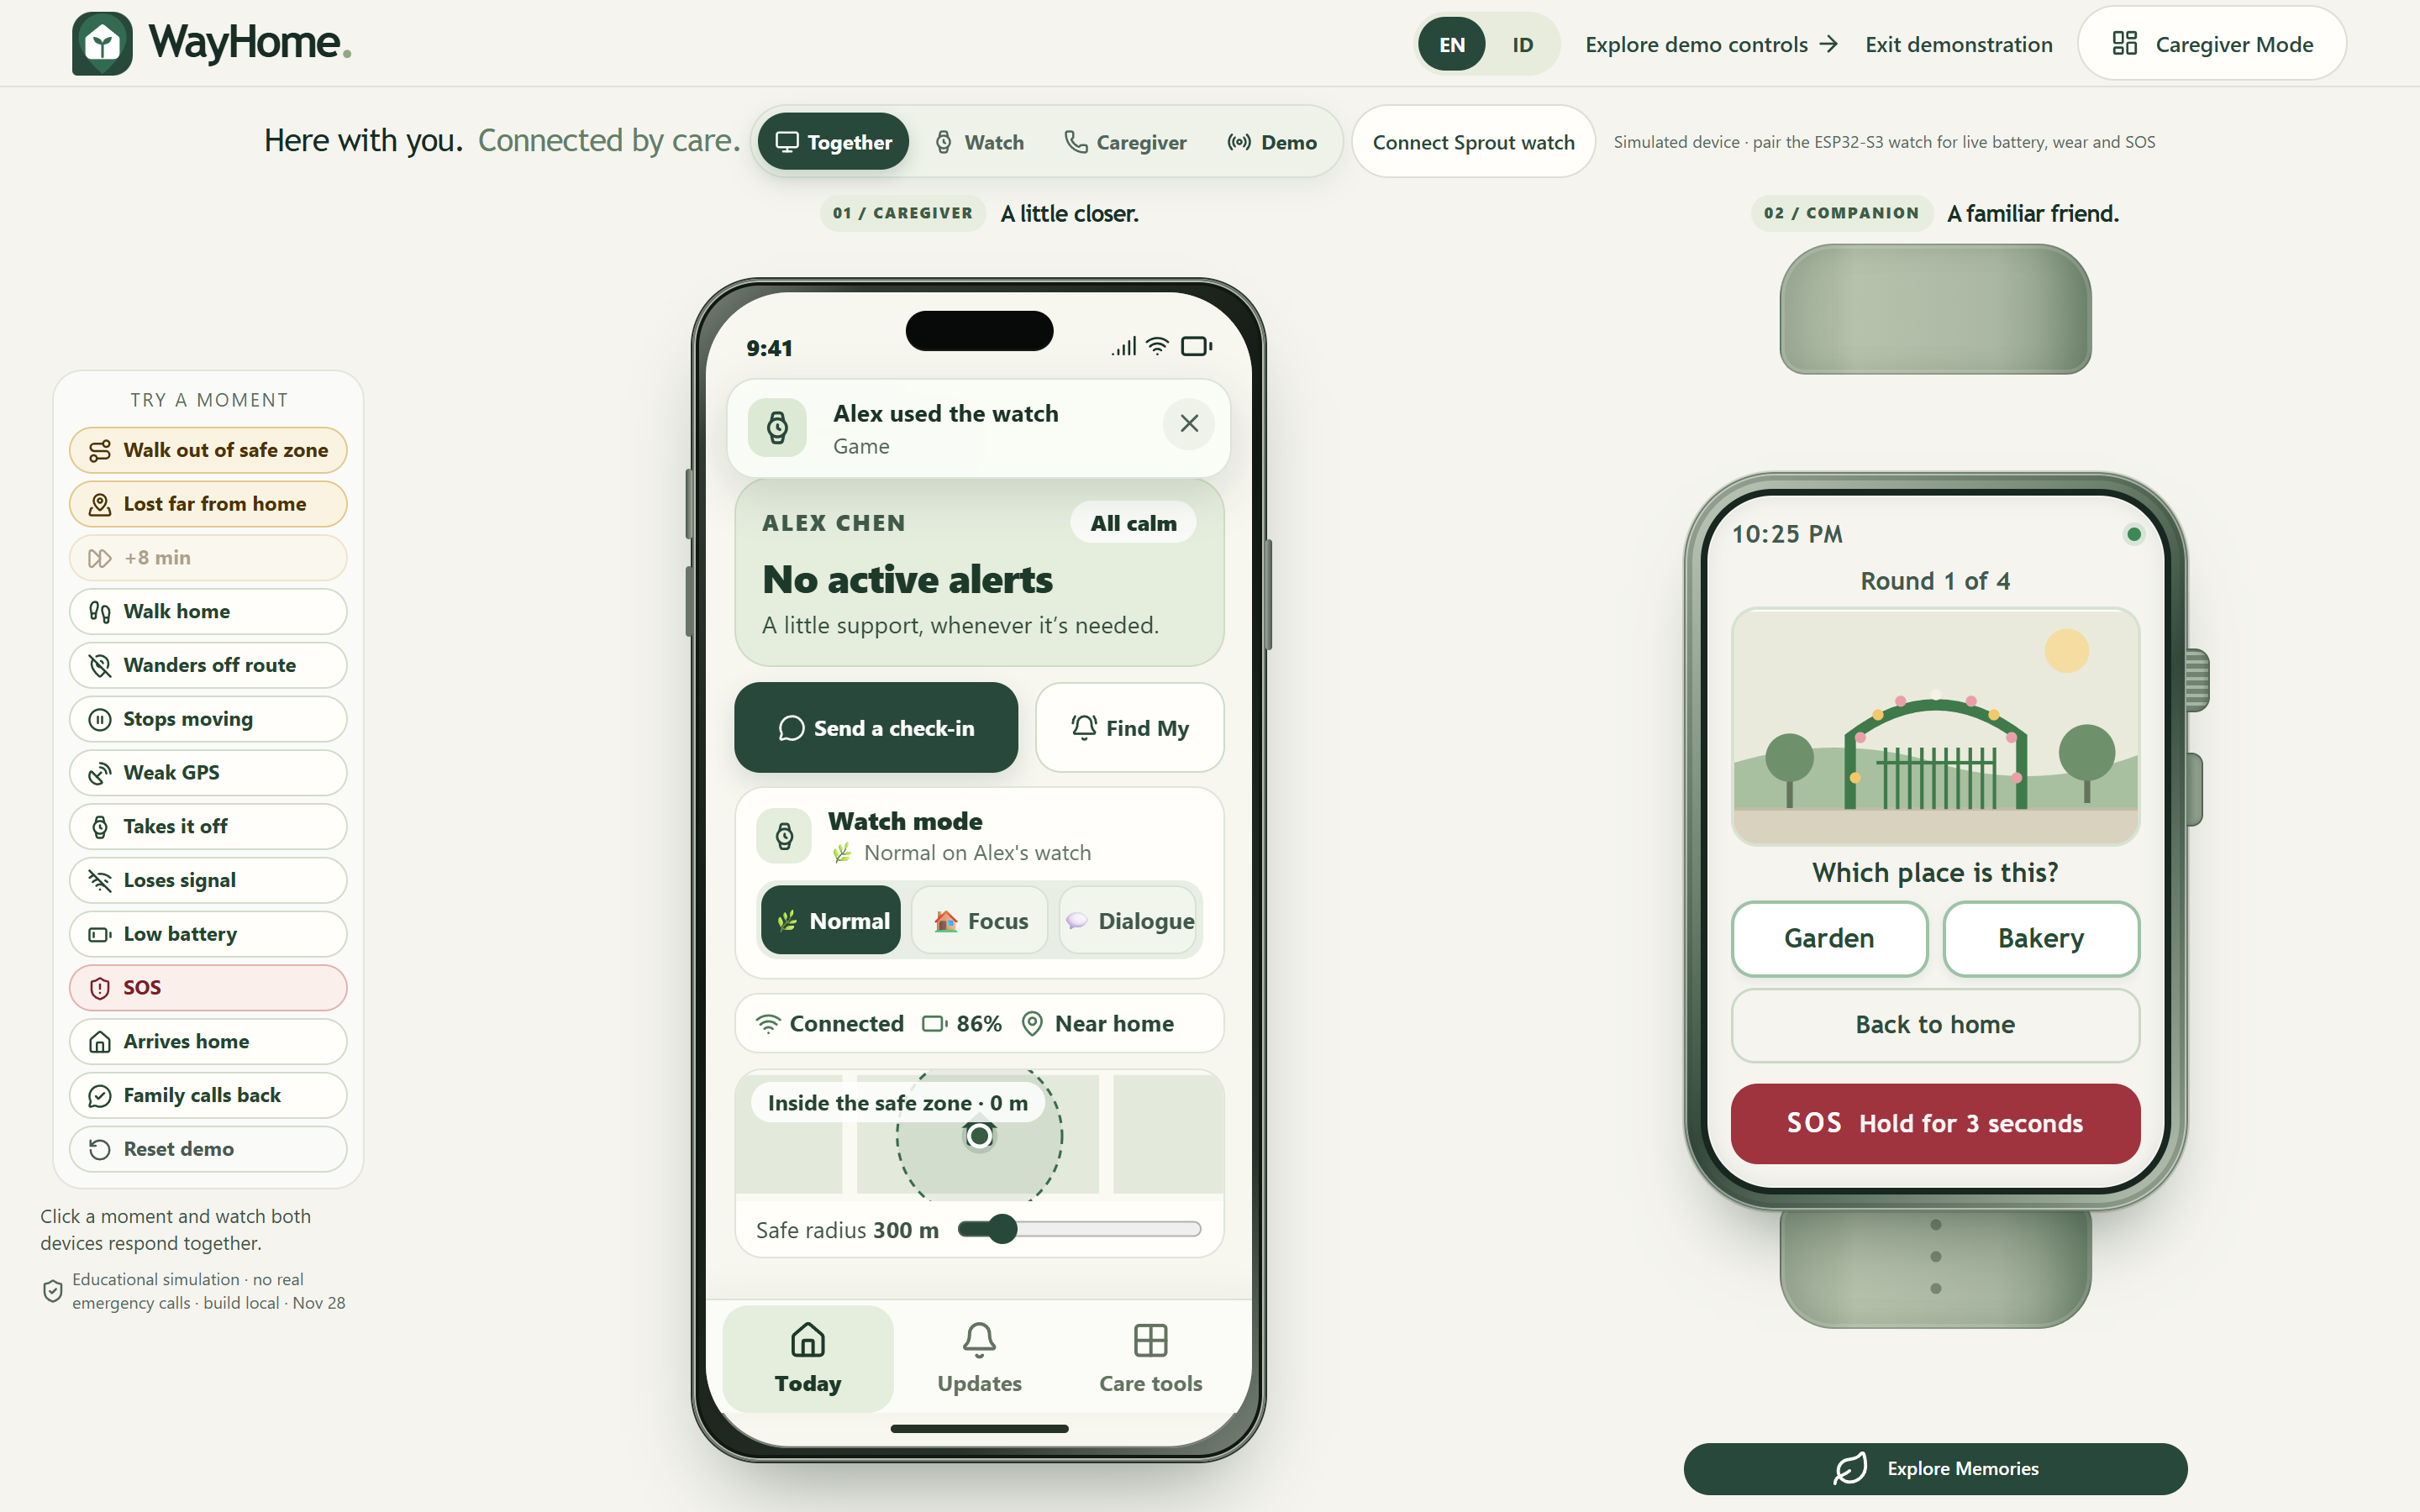 WayHome.
EN
ID
Explore demo controls →
Exit demonstration
Caregiver Mode
Here with you. Connected by care.
Together
Watch
Caregiver
Demo
Connect Sprout watch
Simulated device · pair the ESP32-S3 watch for live battery, wear and SOS
01 / CAREGIVER
A little closer.
02 / COMPANION
A familiar friend.
TRY A MOMENT
Walk out of safe zone
Lost far from home
+8 min
Walk home
Wanders off route
Stops moving
Weak GPS
Takes it off
Loses signal
Low battery
SOS
Arrives home
Family calls back
Reset demo
Click a moment and watch both
devices respond together.
Educational simulation · no real
emergency calls · build local · Nov 28
9:41
Alex used the watch
Game
ALEX CHEN
All calm
No active alerts
A little support, whenever it’s needed.
Send a check-in
Find My
Watch mode
Normal on Alex's watch
Normal
Focus
Dialogue
Connected
86%
Near home
Inside the safe zone · 0 m
Safe radius 300 m
Today
Updates
Care tools
10:25 PM
Round 1 of 4
Which place is this?
Garden
Bakery
Back to home
SOS Hold for 3 seconds
Explore Memories